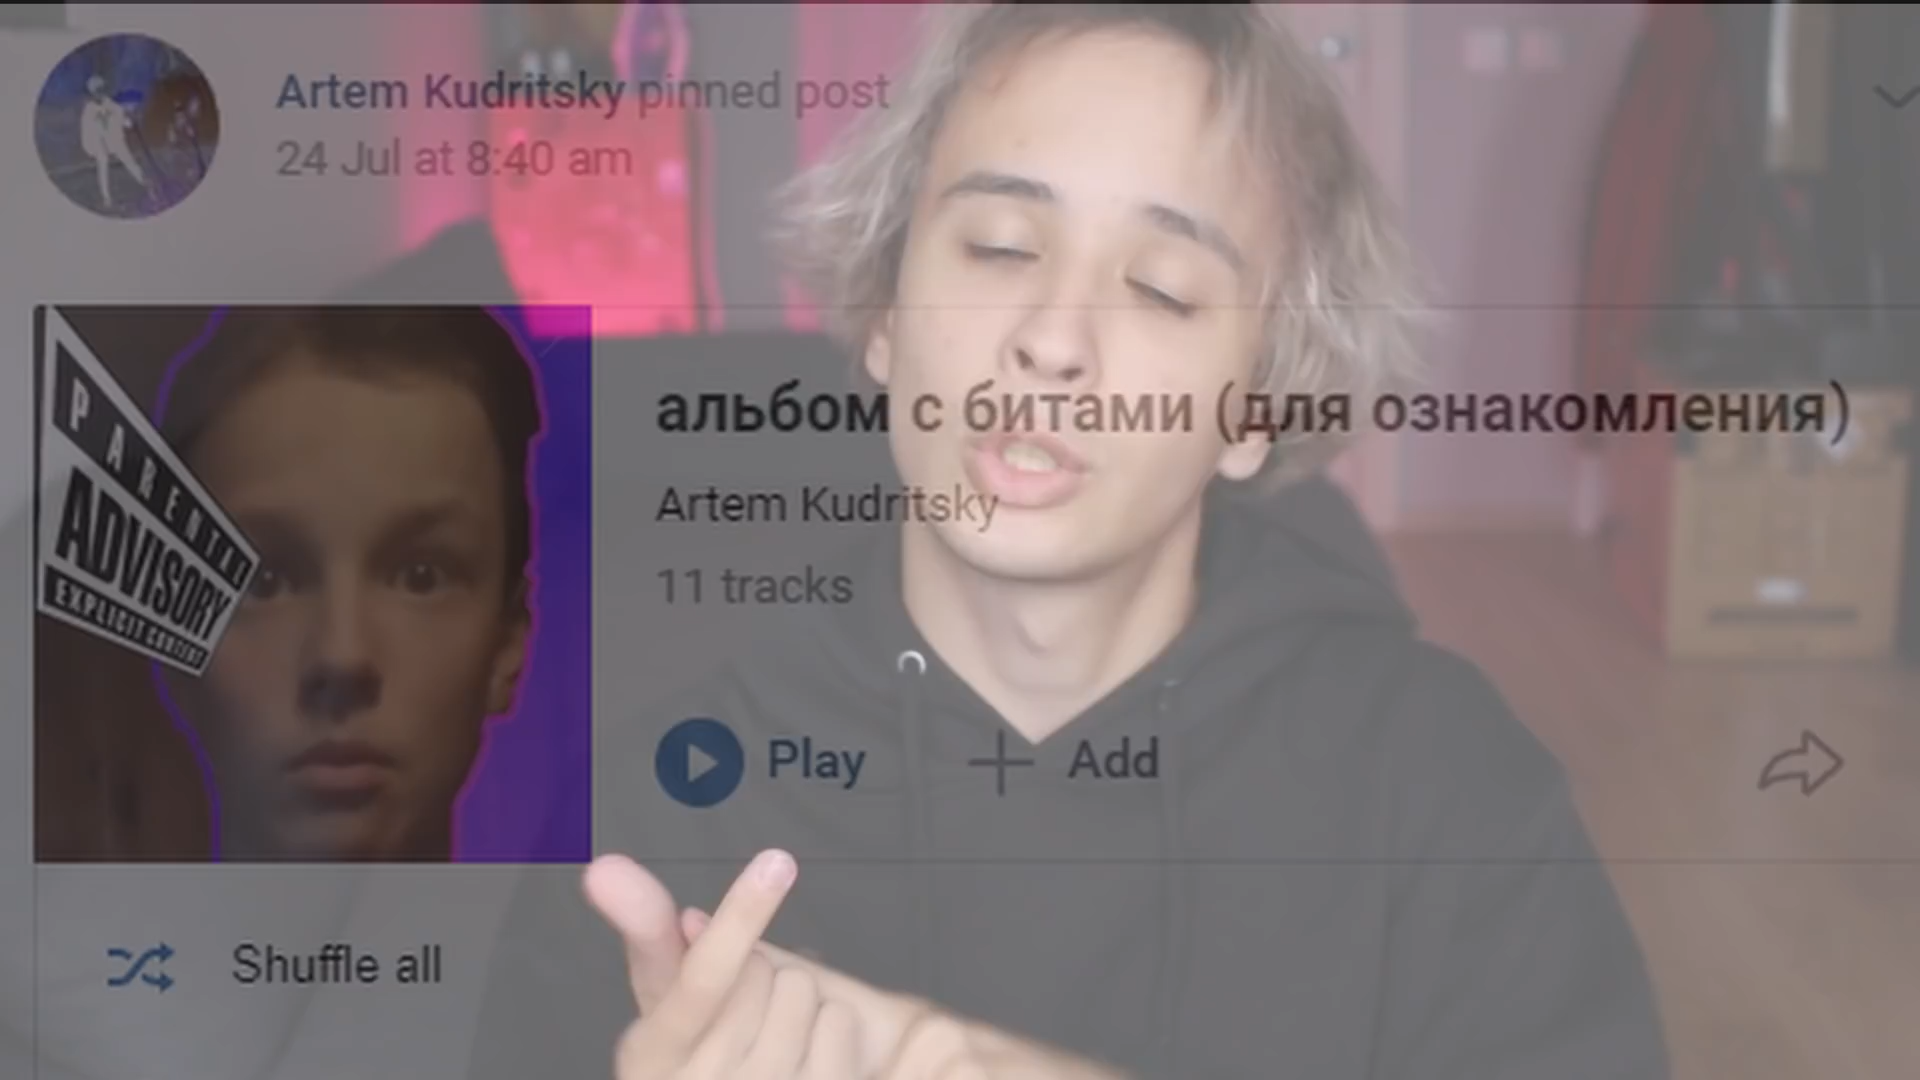 Artem Kudritsky pinned post
24 Jul at 8:40 am
PARENTAL
ADVISORY
EXPLICIT CONTENT
альбом с битами (для ознакомления)
Artem Kudritsky
11 tracks
Play
Add
Shuffle all